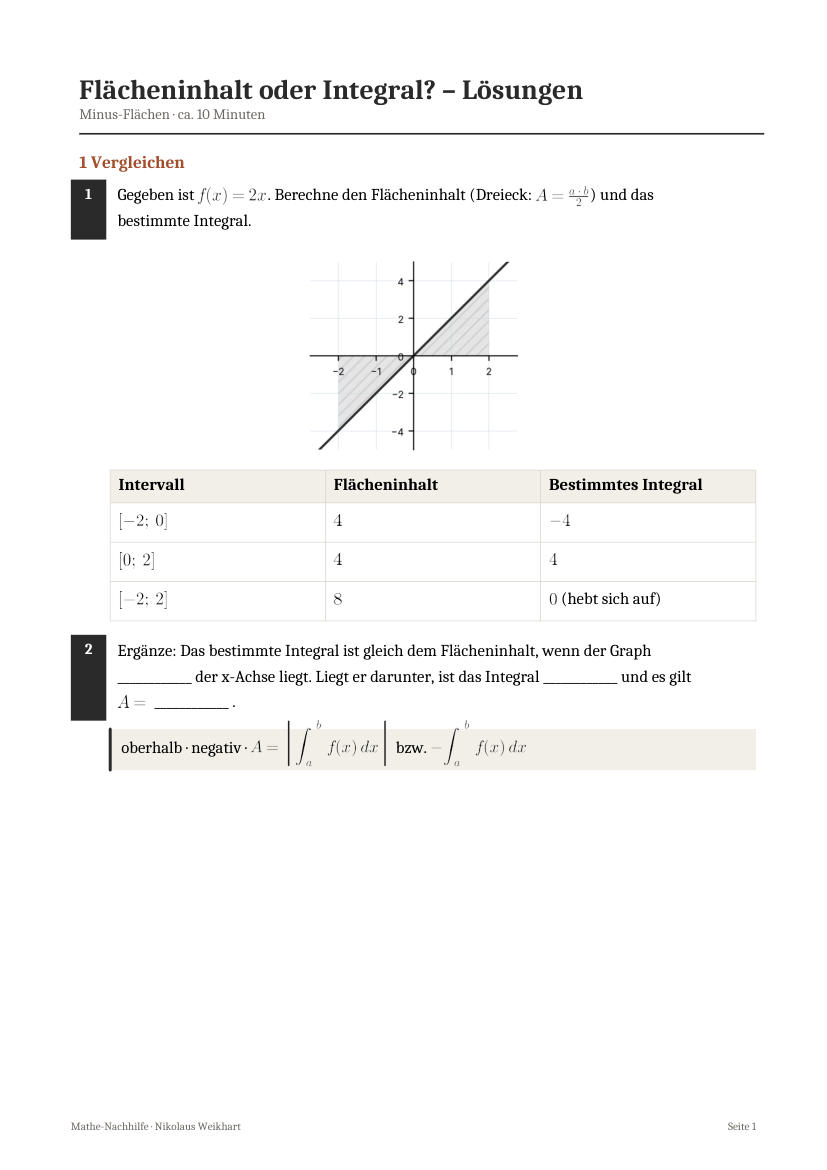 Flächeninhalt oder Integral? – Lösungen
Minus-Flächen · ca. 10 Minuten
1 Vergleichen
1 Gegeben ist f(x) = 2x. Berechne den Flächeninhalt (Dreieck: A = a·b/2) und das
bestimmte Integral.
4
2
0
−2 −1 0 1 2
−2
−4
Intervall Flächeninhalt Bestimmtes Integral
[−2; 0] 4 −4
[0; 2] 4 4
[−2; 2] 8 0 (hebt sich auf)
2 Ergänze: Das bestimmte Integral ist gleich dem Flächeninhalt, wenn der Graph
__________ der x-Achse liegt. Liegt er darunter, ist das Integral __________ und es gilt
A = __________ .
oberhalb · negativ · A = |∫_a^b f(x) dx| bzw. −∫_a^b f(x) dx
Mathe-Nachhilfe · Nikolaus Weikhart Seite 1